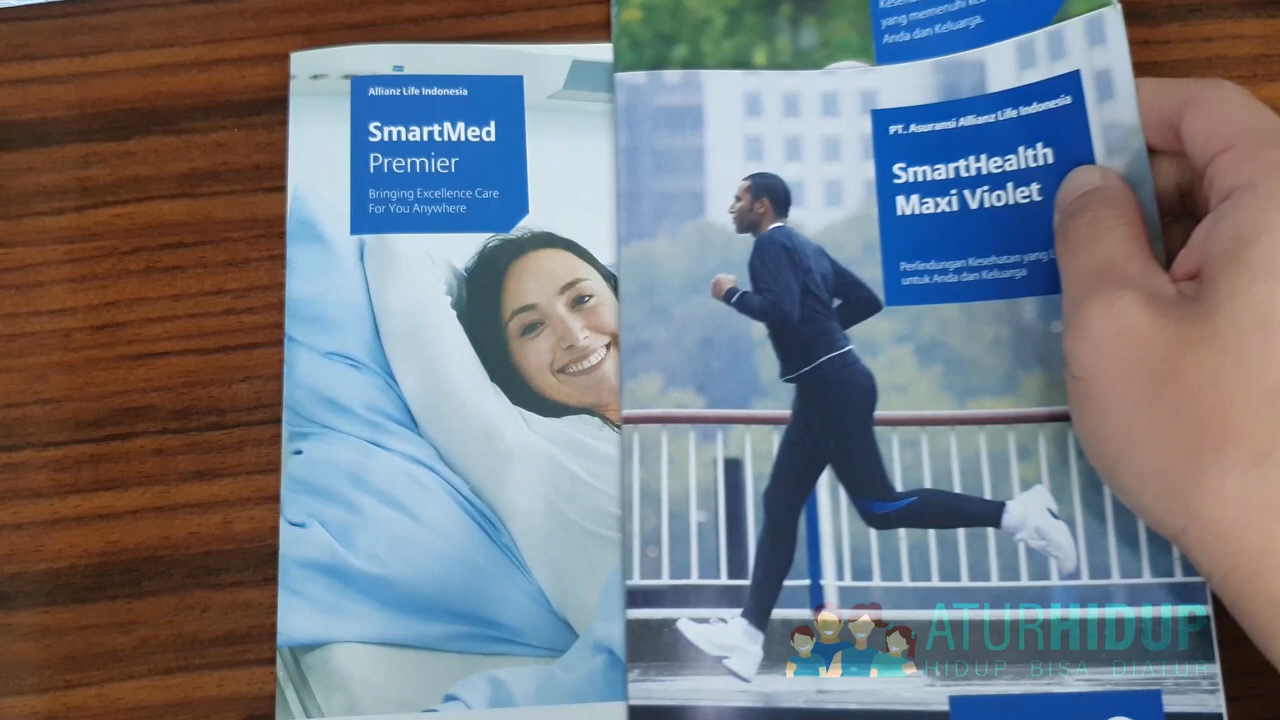 Allianz Life Indonesia
SmartMed
Premier
Bringing Excellence Care
For You Anywhere
yang memenuhi
Anda dan Keluarga.
PT. Asuransi Allianz Life Indonesia
SmartHealth
Maxi Violet
Perlindungan Kesehatan yang
untuk Anda dan Keluarga
ATURHIDUP
HIDUP BISA DIATUR